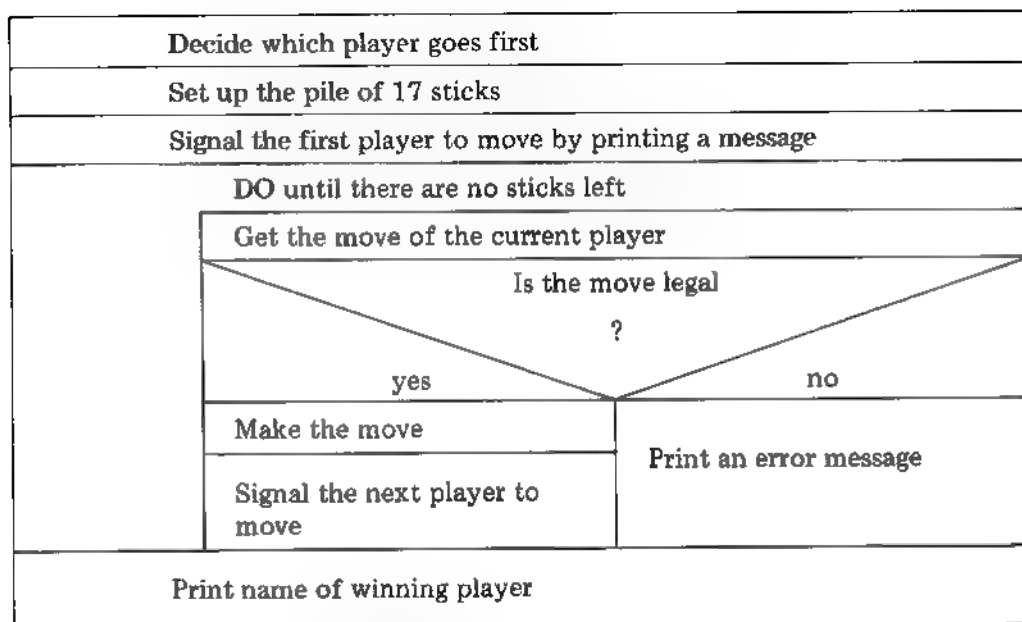 Decide which player goes first
Set up the pile of 17 sticks
Signal the first player to move by printing a message
DO until there are no sticks left
Get the move of the current player
Is the move legal
?
yes
no
Make the move
Print an error message
Signal the next player to
move
Print name of winning player